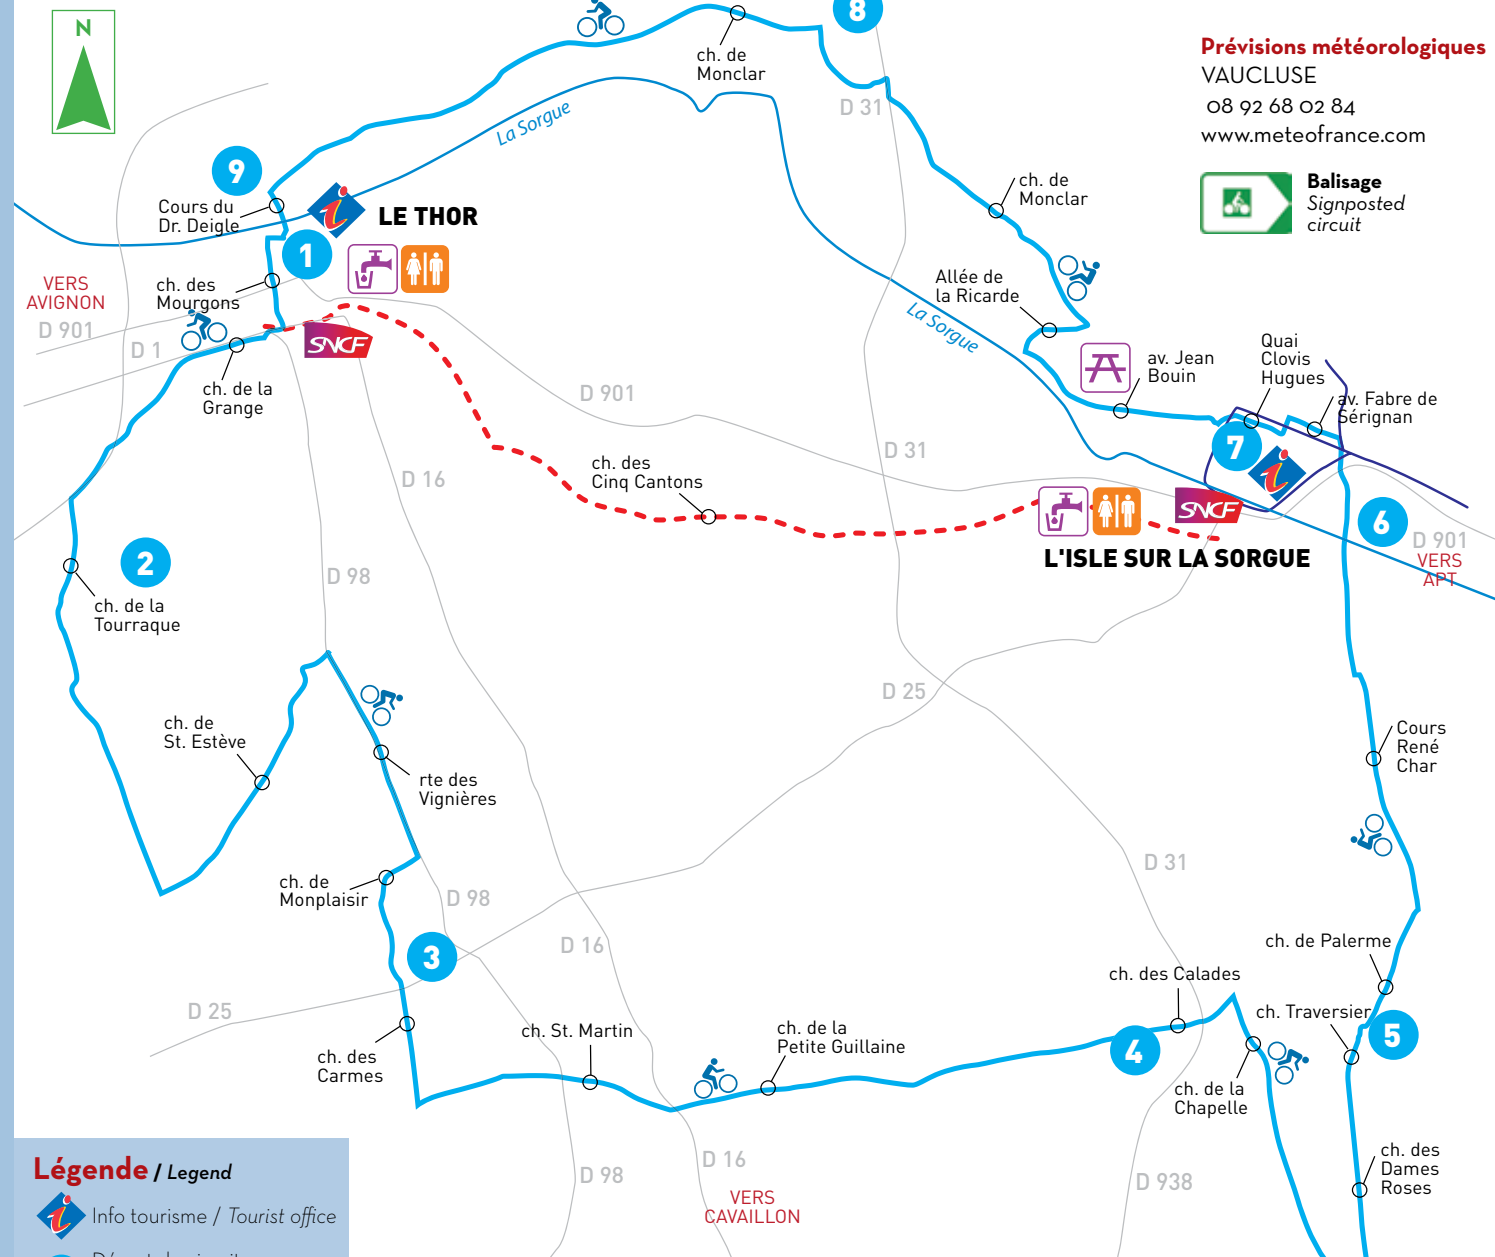 N
8
ch. de
Monclar
Prévisions météorologiques
VAUCLUSE
08 92 68 02 84
www.meteofrance.com
D 31
La Sorgue
9
Cours du
Dr. Deigle
i
LE THOR
ch. de
Monclar
Balisage
Signposted
circuit
1
ch. des
Mourgons
VERS
AVIGNON
D 901
D 1
SNCF
Allée de
la Ricarde
La Sorgue
ch. de la
Grange
D 901
av. Jean
Bouin
Quai
Clovis
Hugues
av. Fabre de
Sérignan
7
i
D 31
D 16
ch. des
Cinq Cantons
SNCF
6
D 901
VERS
APT
L'ISLE SUR LA SORGUE
2
D 98
ch. de la
Tourraque
D 25
ch. de
St. Estève
rte des
Vignières
Cours
René
Char
ch. de
Monplaisir
D 98
D 31
3
D 16
ch. de Palerme
ch. des Calades
D 25
ch. Traversier
5
ch. St. Martin
ch. de la
Petite Guillaine
4
ch. des
Carmes
ch. de la
Chapelle
D 98
D 16
VERS
CAVAILLON
D 938
ch. des
Dames
Roses
Légende / Legend
i
Info tourisme / Tourist office